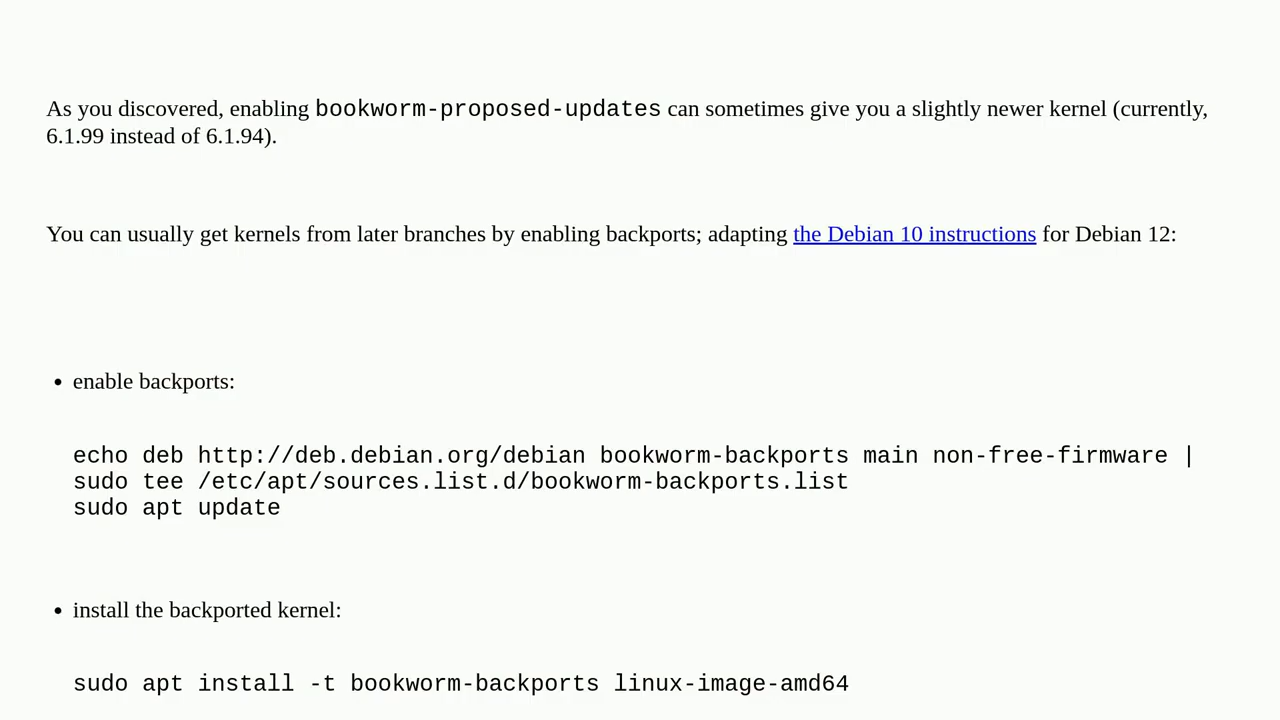 As you discovered, enabling bookworm-proposed-updates can sometimes give you a slightly newer kernel (currently,
6.1.99 instead of 6.1.94).
You can usually get kernels from later branches by enabling backports; adapting the Debian 10 instructions for Debian 12:
• enable backports:
echo deb http://deb.debian.org/debian bookworm-backports main non-free-firmware |
sudo tee /etc/apt/sources.list.d/bookworm-backports.list
sudo apt update
• install the backported kernel:
sudo apt install -t bookworm-backports linux-image-amd64